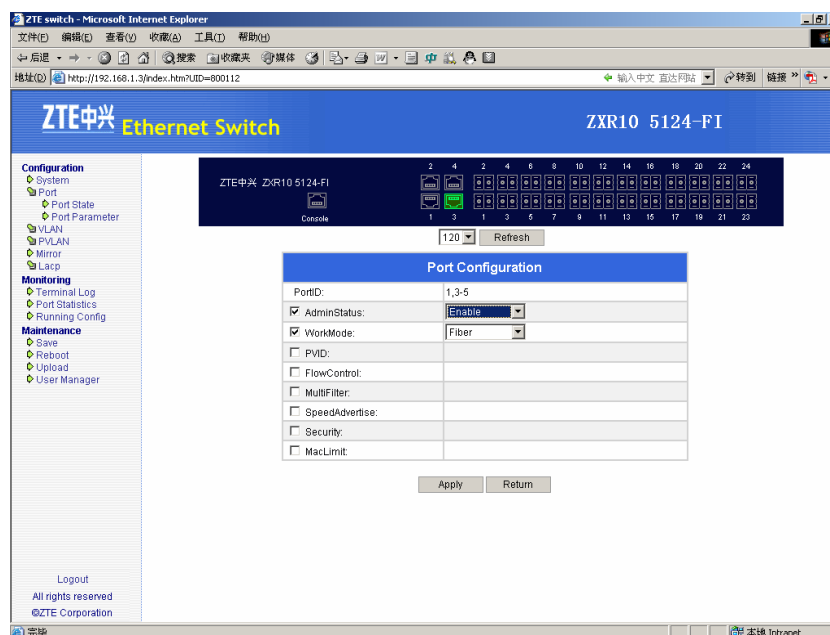 ZTE switch - Microsoft Internet Explorer
文件(F) 编辑(E) 查看(V) 收藏(A) 工具(T) 帮助(H)
后退 搜索 收藏夹 媒体
地址(D) http://192.168.1.3/index.htm?UID=800112 输入中文 直达网站 转到 链接 »
ZTE中兴 Ethernet Switch ZXR10 5124-FI
Configuration
System
Port
Port State
Port Parameter
VLAN
PVLAN
Mirror
Lacp
Monitoring
Terminal Log
Port Statistics
Running Config
Maintenance
Save
Reboot
Upload
User Manager
2 4 2 4 6 8 10 12 14 16 18 20 22 24
ZTE中兴 ZXR10 5124-FI
Console
1 3 1 3 5 7 9 11 13 15 17 19 21 23
120 Refresh
Port Configuration
PortID: 1,3-5
AdminStatus: Enable
WorkMode: Fiber
PVID:
FlowControl:
MultiFilter:
SpeedAdvertise:
Security:
MacLimit:
Apply Return
Logout
All rights reserved
©ZTE Corporation
完毕 本地 Intranet